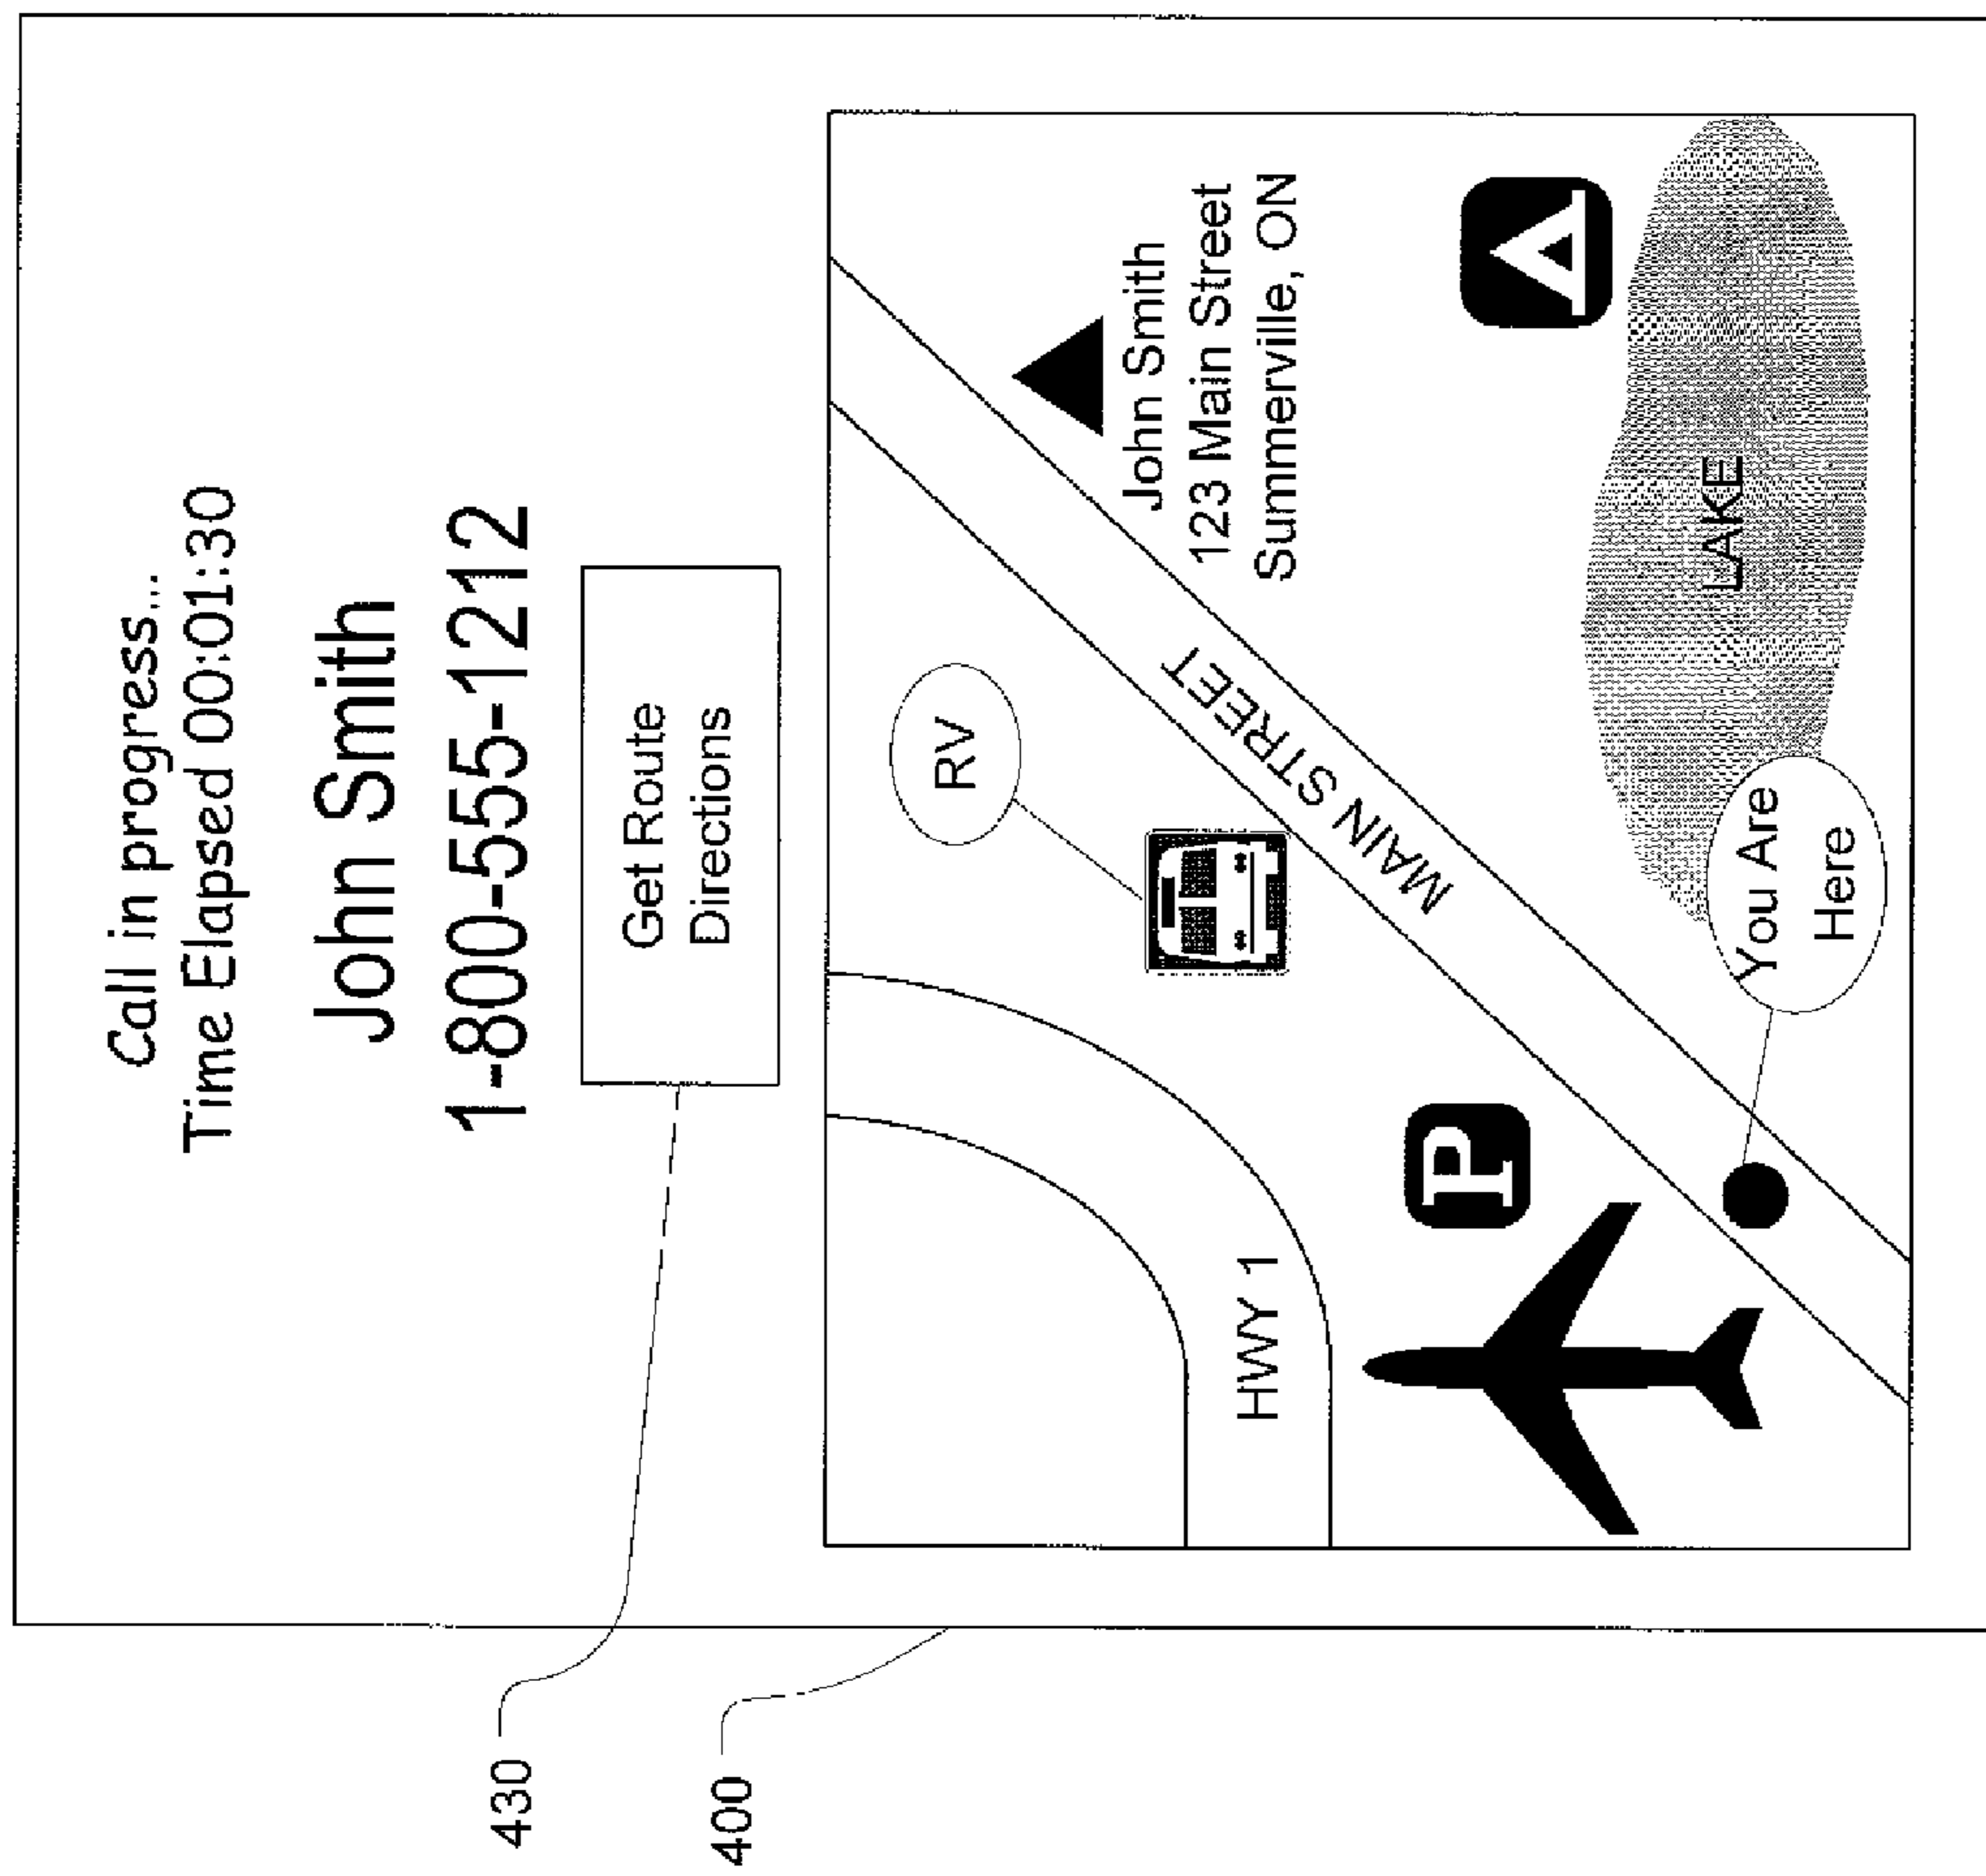 Call in progress...
Time Elapsed 00:01:30
John Smith
1-800-555-1212
Get Route
Directions
430
400
RV
HWY 1
MAIN STREET
John Smith
123 Main Street
Summerville, ON
P
LAKE
You Are
Here